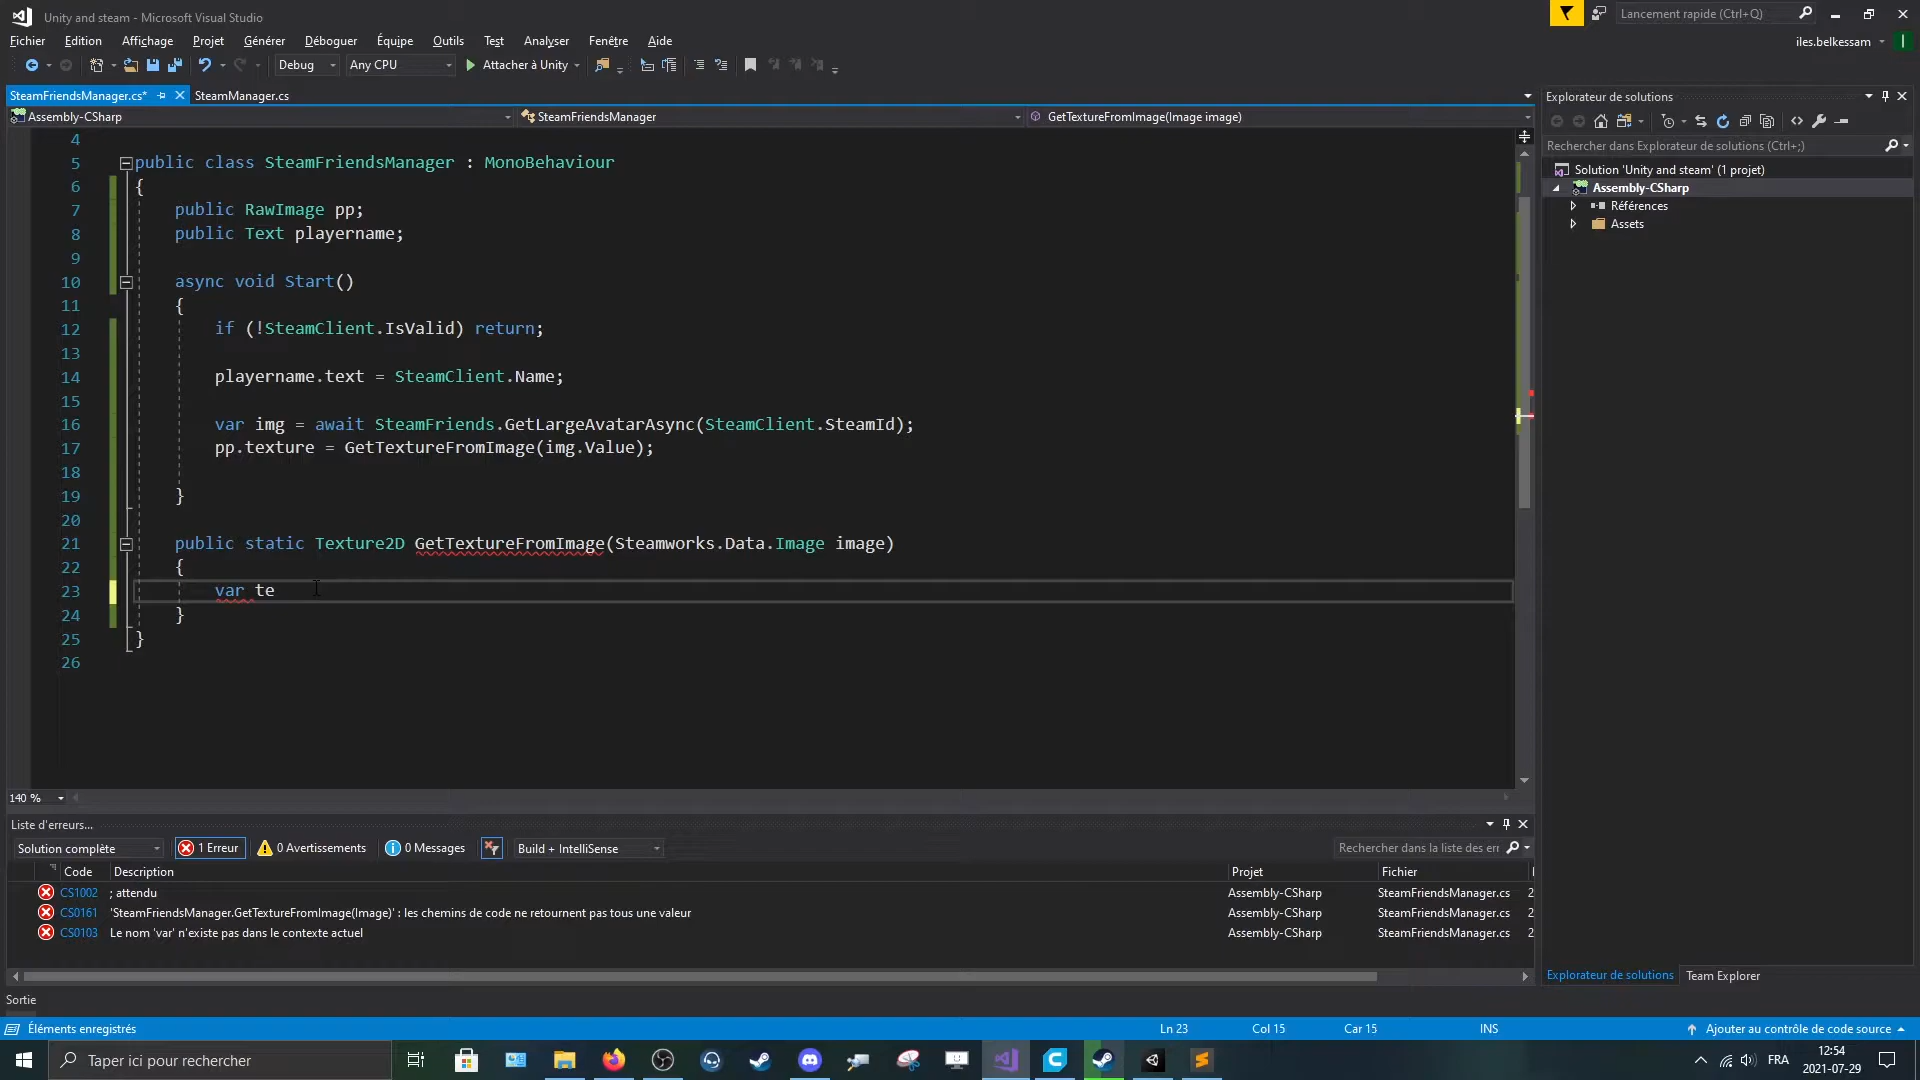 Unity and steam - Microsoft Visual Studio
Lancement rapide (Ctrl+Q)
Fichier Edition Affichage Projet Générer Déboguer Équipe Outils Test Analyser Fenêtre Aide
iles.belkessam
Debug Any CPU Attacher à Unity
SteamFriendsManager.cs* SteamManager.cs
Assembly-CSharp SteamFriendsManager GetTextureFromImage(Image image)
4
5 public class SteamFriendsManager : MonoBehaviour
6 {
7 public RawImage pp;
8 public Text playername;
9
10 async void Start()
11 {
12 if (!SteamClient.IsValid) return;
13
14 playername.text = SteamClient.Name;
15
16 var img = await SteamFriends.GetLargeAvatarAsync(SteamClient.SteamId);
17 pp.texture = GetTextureFromImage(img.Value);
18
19 }
20
21 public static Texture2D GetTextureFromImage(Steamworks.Data.Image image)
22 {
23 var te
24 }
25 }
26
140 %
Explorateur de solutions
Rechercher dans Explorateur de solutions (Ctrl+;)
Solution 'Unity and steam' (1 projet)
Assembly-CSharp
Références
Assets
Liste d'erreurs...
Solution complète 1 Erreur 0 Avertissements 0 Messages Build + IntelliSense Rechercher dans la liste des err
Code Description Projet Fichier
CS1002 ; attendu Assembly-CSharp SteamFriendsManager.cs 2
CS0161 'SteamFriendsManager.GetTextureFromImage(Image)' : les chemins de code ne retournent pas tous une valeur Assembly-CSharp SteamFriendsManager.cs 2
CS0103 Le nom 'var' n'existe pas dans le contexte actuel Assembly-CSharp SteamFriendsManager.cs 2
Explorateur de solutions Team Explorer
Sortie
Éléments enregistrés Ln 23 Col 15 Car 15 INS Ajouter au contrôle de code source
Taper ici pour rechercher
FRA
12:54
2021-07-29